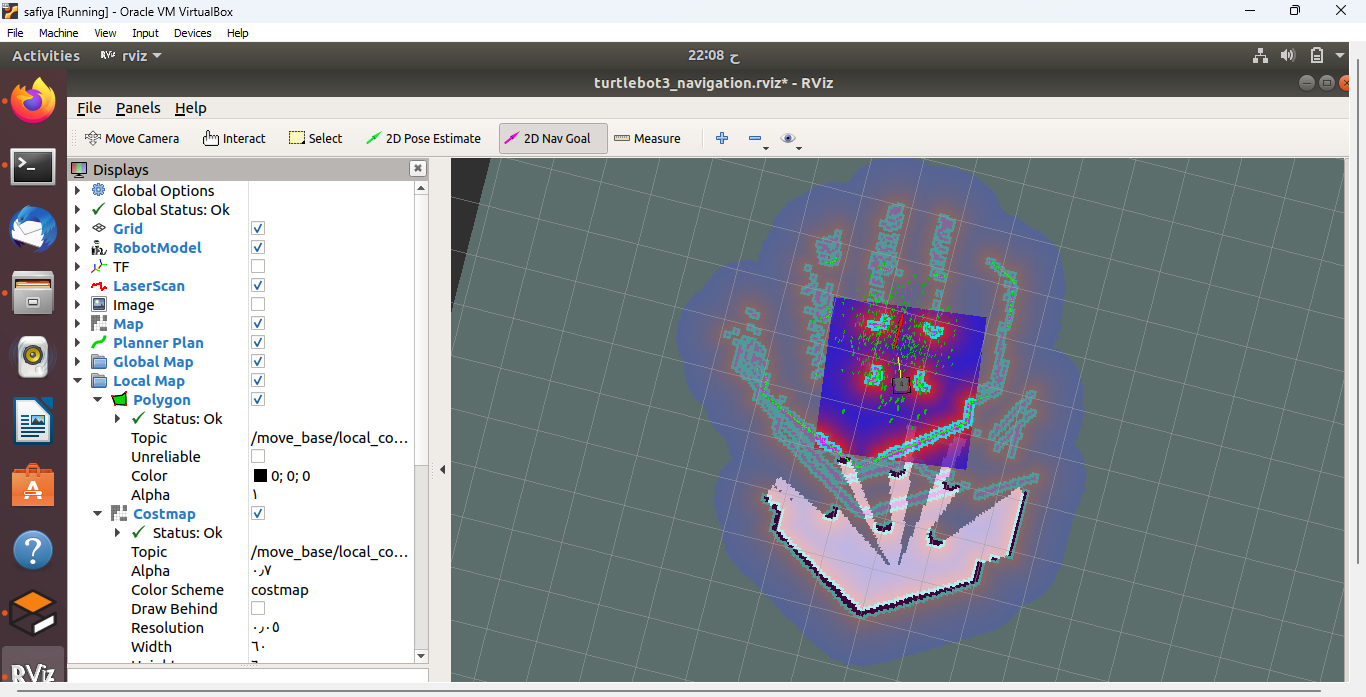 safiya [Running] - Oracle VM VirtualBox
File Machine View Input Devices Help
Activities rviz 22:08 ح
turtlebot3_navigation.rviz* - RViz
File Panels Help
Move Camera Interact Select 2D Pose Estimate 2D Nav Goal Measure
Displays
Global Options
Global Status: Ok
Grid
RobotModel
TF
LaserScan
Image
Map
Planner Plan
Global Map
Local Map
Polygon
Status: Ok
Topic /move_base/local_co...
Unreliable
Color 0; 0; 0
Alpha ١
Costmap
Status: Ok
Topic /move_base/local_co...
Alpha ٠٫٧
Color Scheme costmap
Draw Behind
Resolution ٠٫٠٥
Width ٦٠
RViz